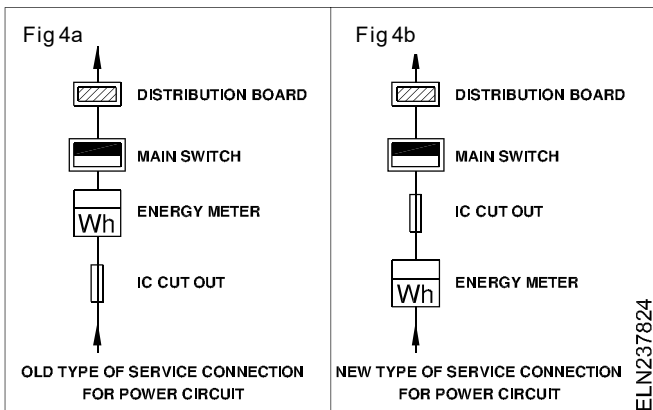 Fig 4a
DISTRIBUTION BOARD
MAIN SWITCH
ENERGY METER
Wh
IC CUT OUT
OLD TYPE OF SERVICE CONNECTION
FOR POWER CIRCUIT
Fig 4b
DISTRIBUTION BOARD
MAIN SWITCH
IC CUT OUT
ENERGY METER
Wh
NEW TYPE OF SERVICE CONNECTION
FOR POWER CIRCUIT
ELN237824